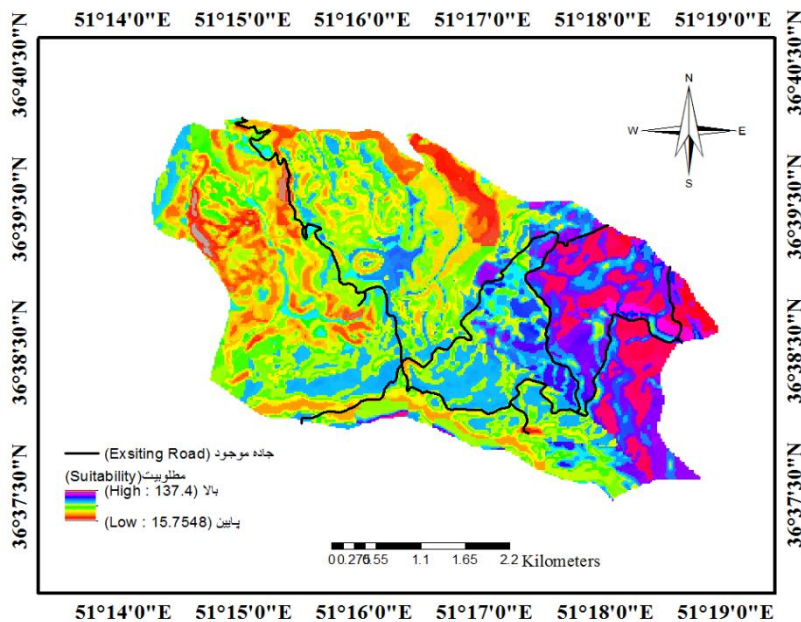 51°14'0"E 51°15'0"E 51°16'0"E 51°17'0"E 51°18'0"E 51°19'0"E
36°40'30"N 36°40'30"N
N
W E
S
36°39'30"N 36°39'30"N
36°38'30"N 36°38'30"N
36°37'30"N 36°37'30"N
جاده موجود (Exsiting Road)
مطلوبیت (Suitability)
بالا (High : 137.4)
پایین (Low : 15.7548)
0 0.275 0.55 1.1 1.65 2.2 Kilometers
51°14'0"E 51°15'0"E 51°16'0"E 51°17'0"E 51°18'0"E 51°19'0"E